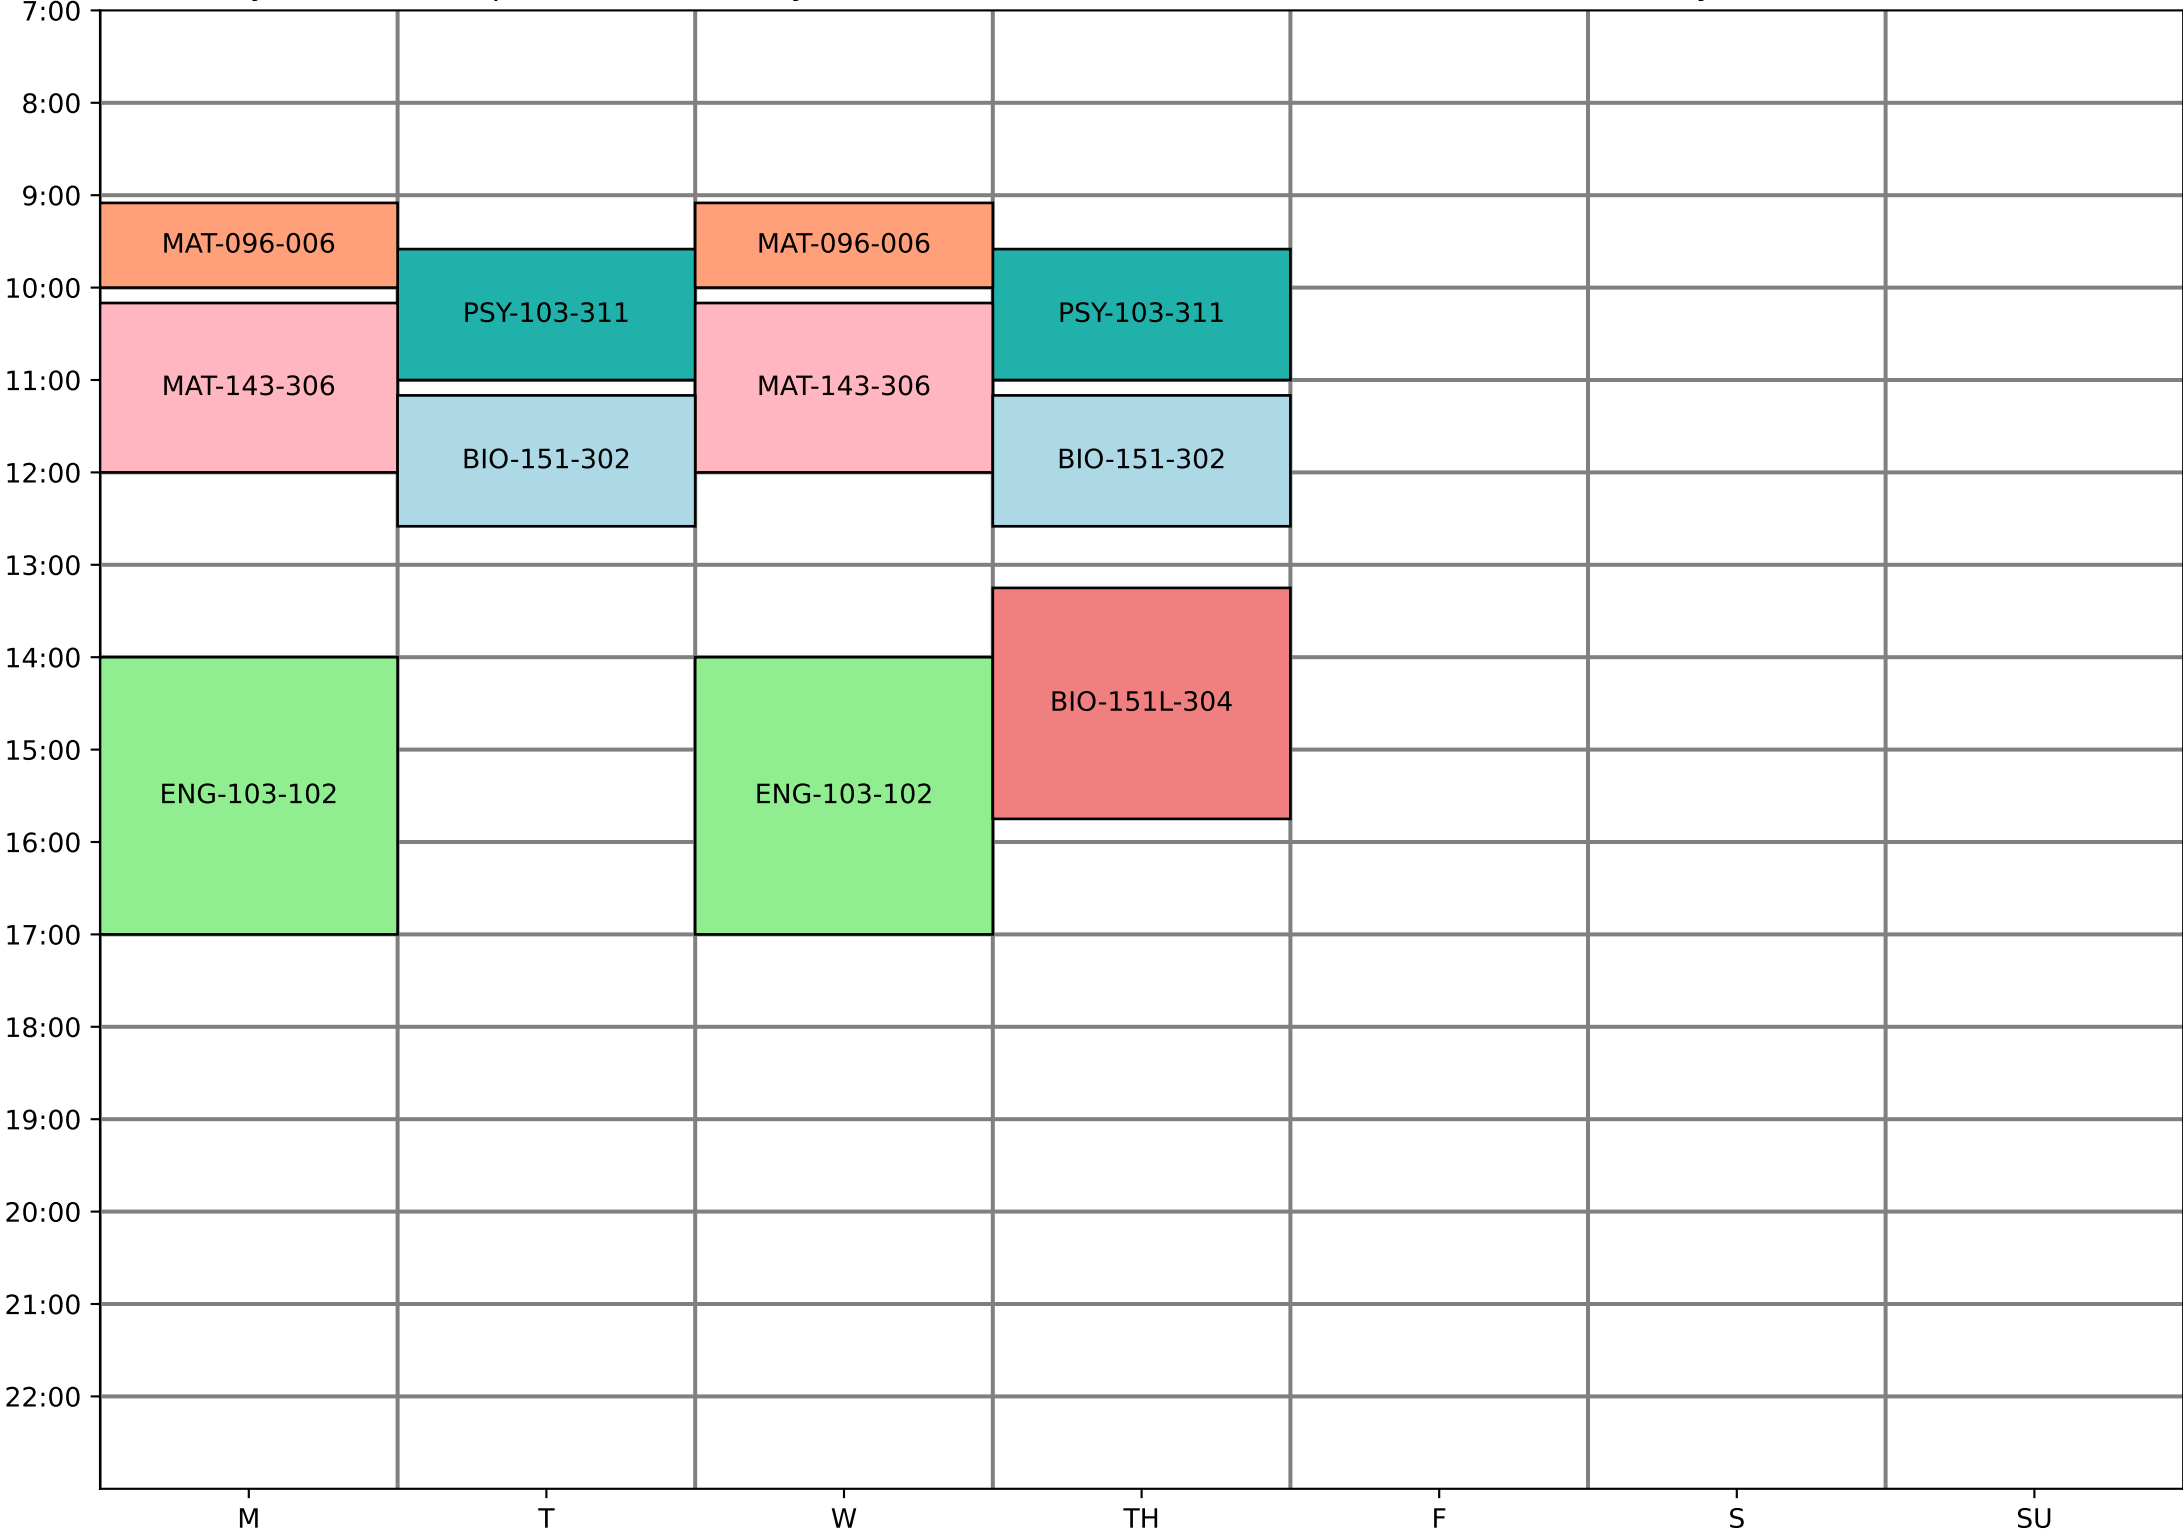 7:00
8:00
9:00
MAT-096-006 MAT-096-006
10:00
PSY-103-311 PSY-103-311
11:00
MAT-143-306 MAT-143-306
BIO-151-302 BIO-151-302
12:00
13:00
14:00
BIO-151L-304
15:00
ENG-103-102 ENG-103-102
16:00
17:00
18:00
19:00
20:00
21:00
22:00
M T W TH F S SU